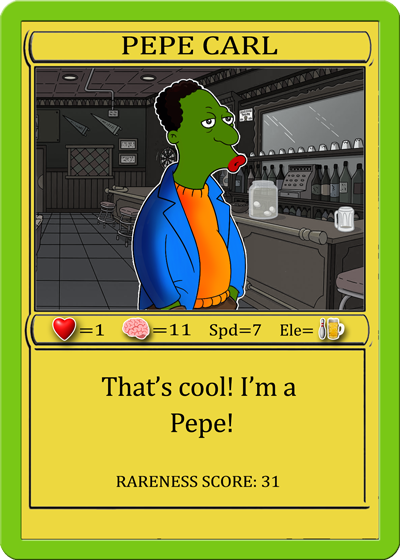 PEPE CARL
=1 =11 Spd=7 Ele=
That's cool! I'm a
Pepe!
RARENESS SCORE: 31